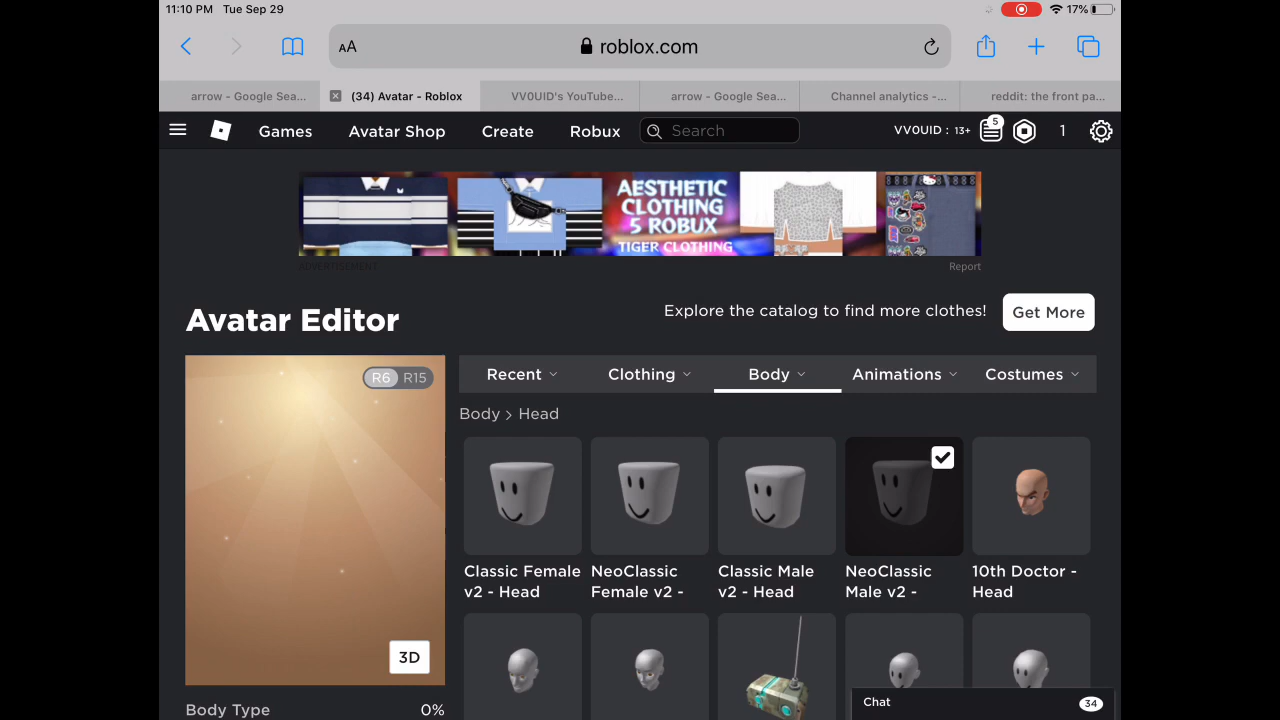 11:10 PM Tue Sep 29
17%
AA
roblox.com
arrow - Google Sea...
(34) Avatar - Roblox
VV0UID's YouTube...
arrow - Google Sea...
Channel analytics -...
reddit: the front pa...
Games
Avatar Shop
Create
Robux
Search
VV0UID : 13+
5
1
AESTHETIC
CLOTHING
5 ROBUX
TIGER CLOTHING
ADVERTISEMENT
Report
Avatar Editor
Explore the catalog to find more clothes!
Get More
R6 R15
Recent
Clothing
Body
Animations
Costumes
Body > Head
Classic Female
v2 - Head
NeoClassic
Female v2 -
Classic Male
v2 - Head
NeoClassic
Male v2 -
10th Doctor -
Head
3D
Body Type 0%
Chat 34